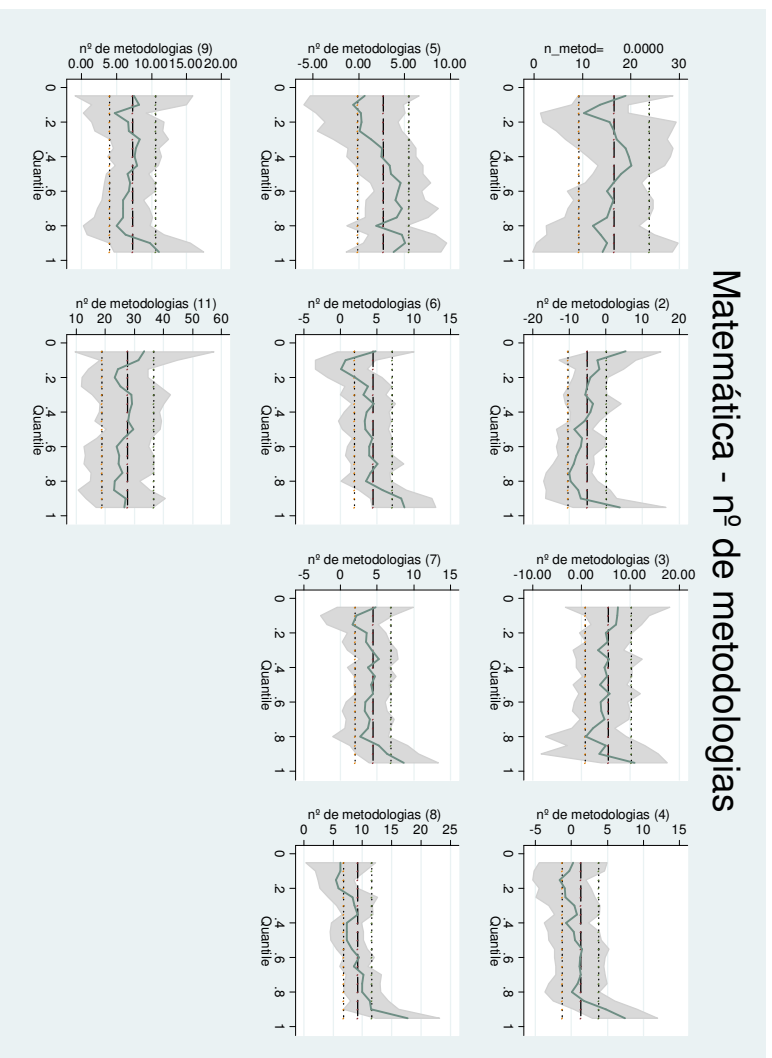 Matemática - nº de metodologias
n_metod= 0.0000
0 10 20 30
0 .2 .4 .6 .8 1
Quantile
nº de metodologias (2)
-20 -10 0 10 20
0 .2 .4 .6 .8 1
Quantile
nº de metodologias (3)
-10.00 0.00 10.00 20.00
0 .2 .4 .6 .8 1
Quantile
nº de metodologias (4)
-5 0 5 10 15
0 .2 .4 .6 .8 1
Quantile
nº de metodologias (5)
-5.00 0.00 5.00 10.00
0 .2 .4 .6 .8 1
Quantile
nº de metodologias (6)
-5 0 5 10 15
0 .2 .4 .6 .8 1
Quantile
nº de metodologias (7)
-5 0 5 10 15
0 .2 .4 .6 .8 1
Quantile
nº de metodologias (8)
0 5 10 15 20 25
0 .2 .4 .6 .8 1
Quantile
nº de metodologias (9)
0.00 5.00 10.00 15.00 20.00
0 .2 .4 .6 .8 1
Quantile
nº de metodologias (11)
10 20 30 40 50 60
0 .2 .4 .6 .8 1
Quantile